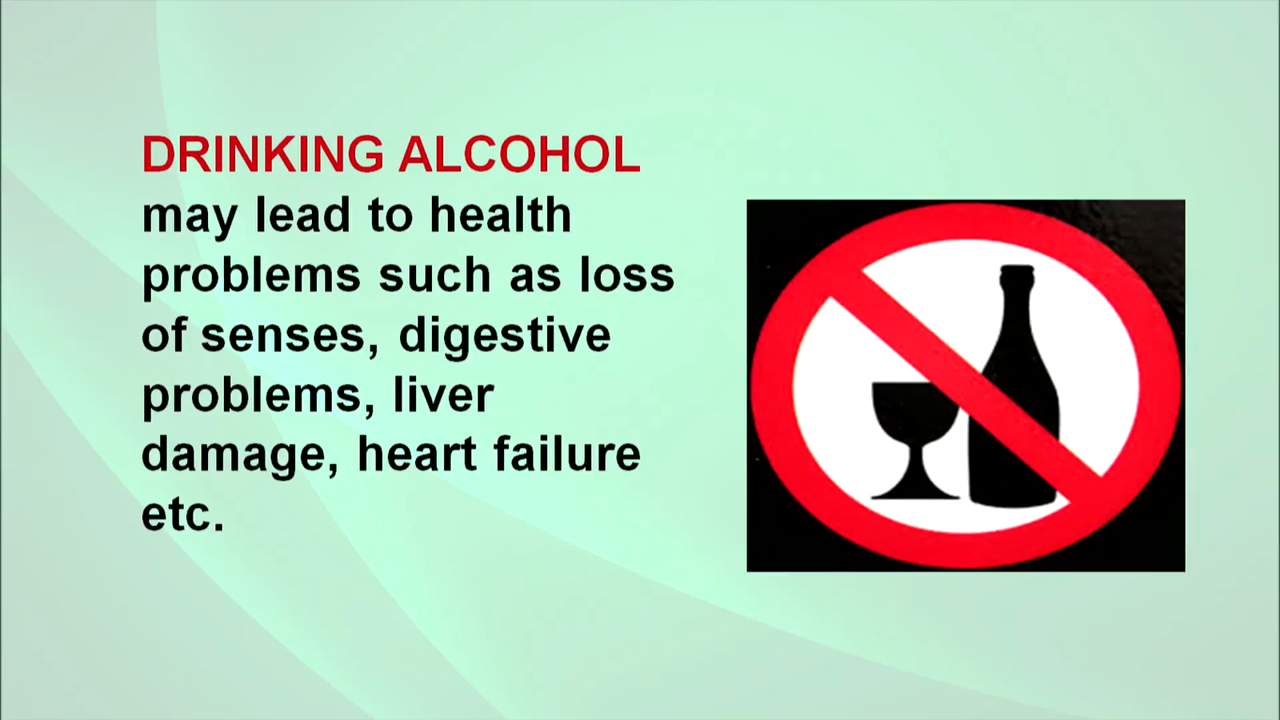 DRINKING ALCOHOL
may lead to health
problems such as loss
of senses, digestive
problems, liver
damage, heart failure
etc.